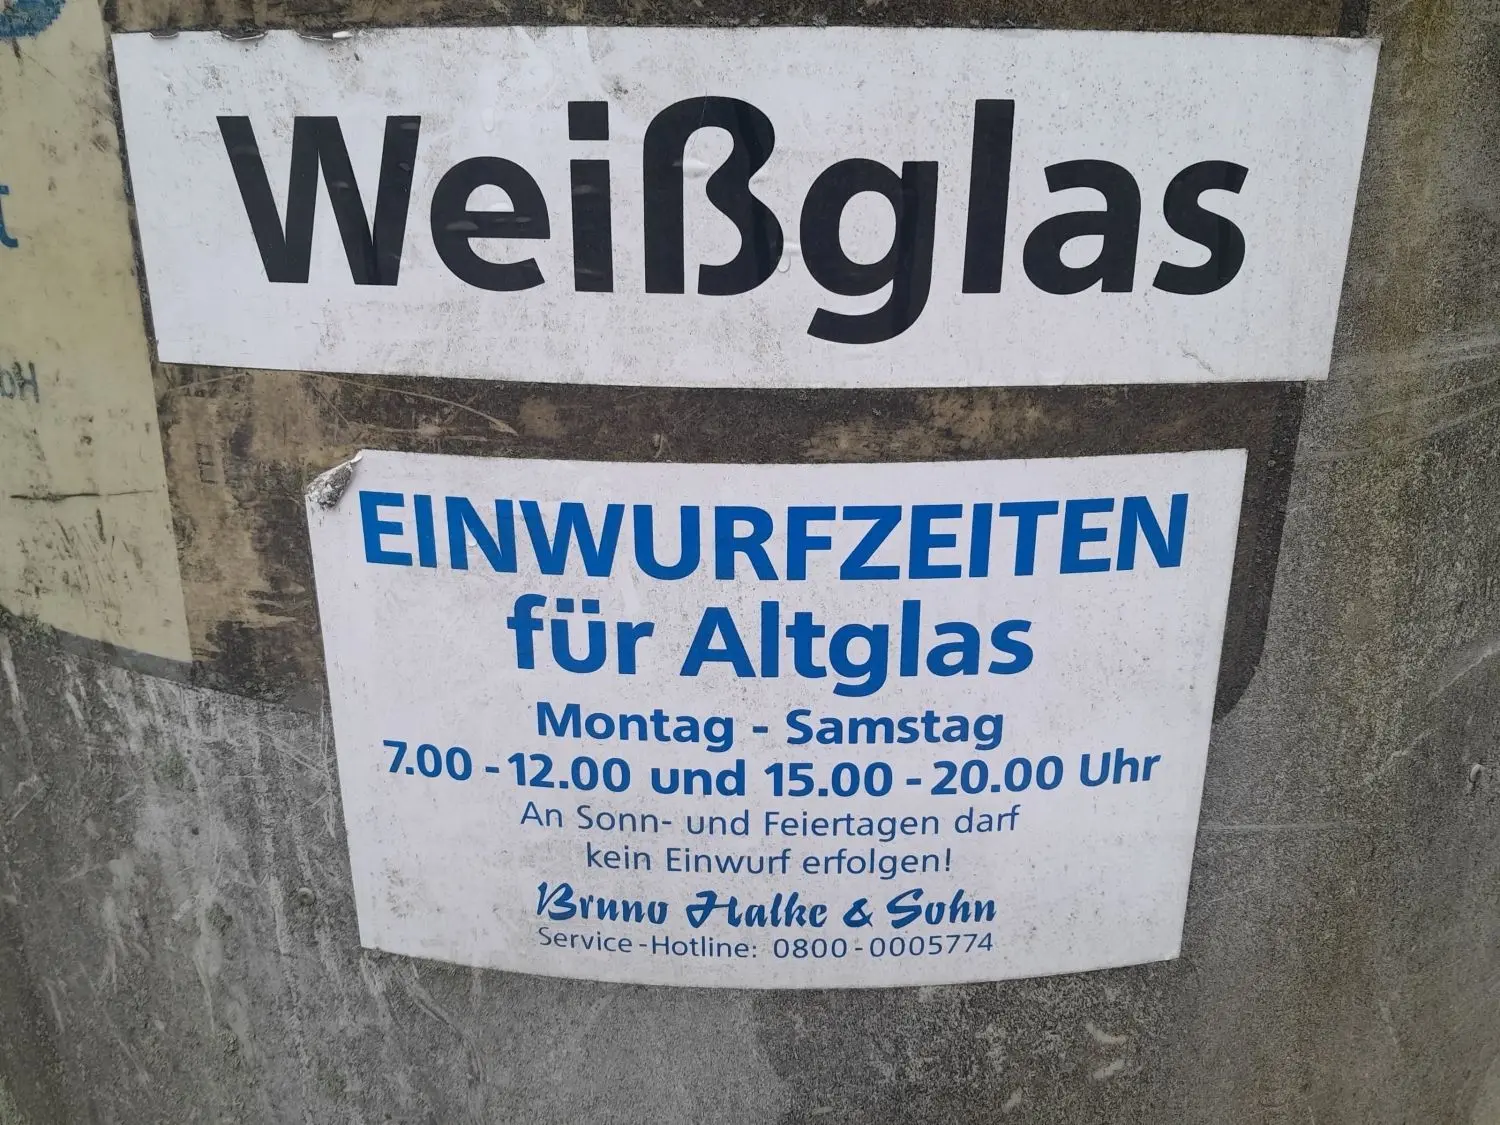 Weißglas
EINWURFZEITEN
für Altglas
Montag - Samstag
7.00 - 12.00 und 15.00 - 20.00 Uhr
An Sonn- und Feiertagen darf
kein Einwurf erfolgen!
Bruno Halke & Sohn
Service-Hotline: 0800-0005774